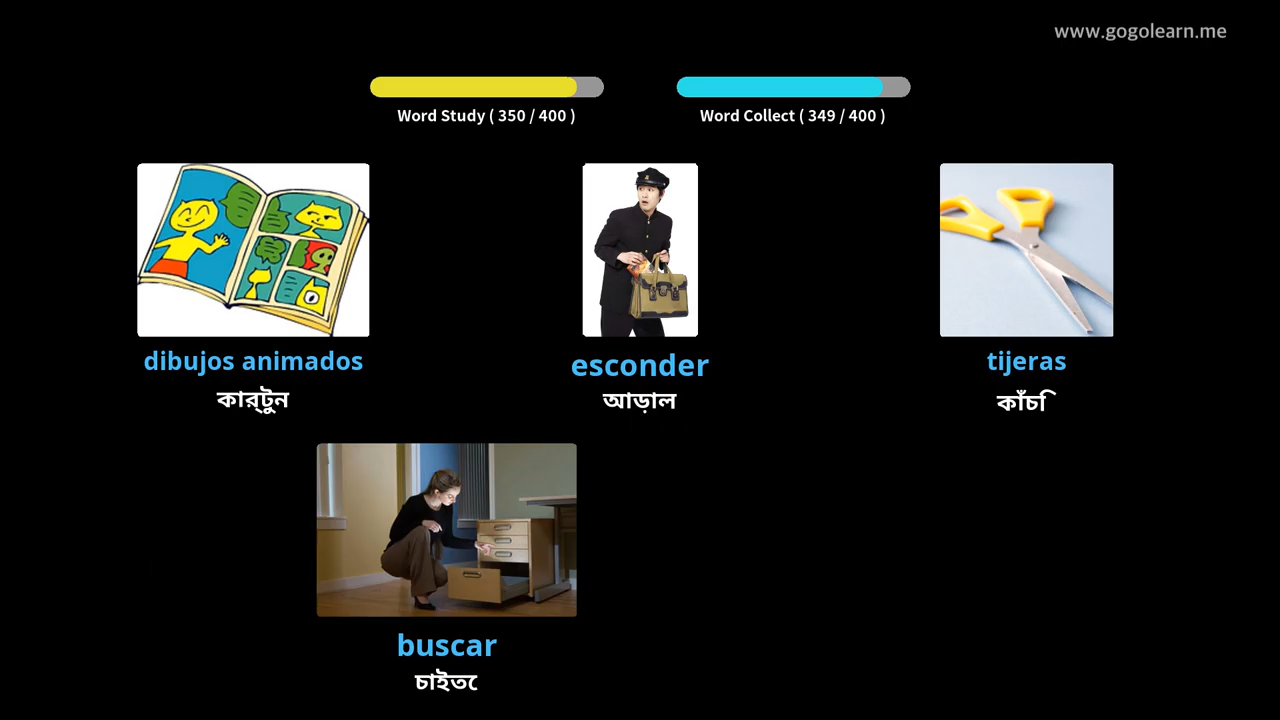 www.gogolearn.me
Word Study ( 350 / 400 )
Word Collect ( 349 / 400 )
dibujos animados
esconder
tijeras
কার্টুন
আড়াল
কাঁচি
buscar
চাইতে